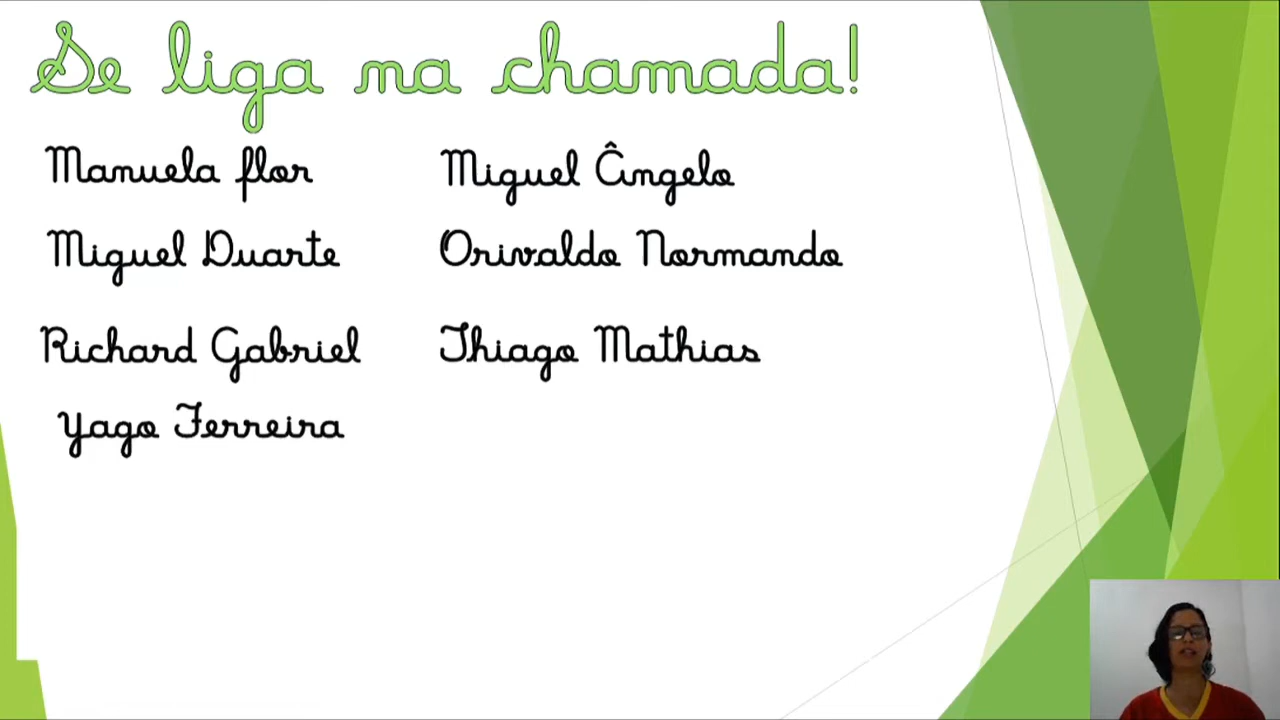 Se liga na chamada!
Manuela flor
Miguel Ângelo
Miguel Duarte
Orivaldo Normando
Richard Gabriel
Thiago Mathias
Yago Ferreira